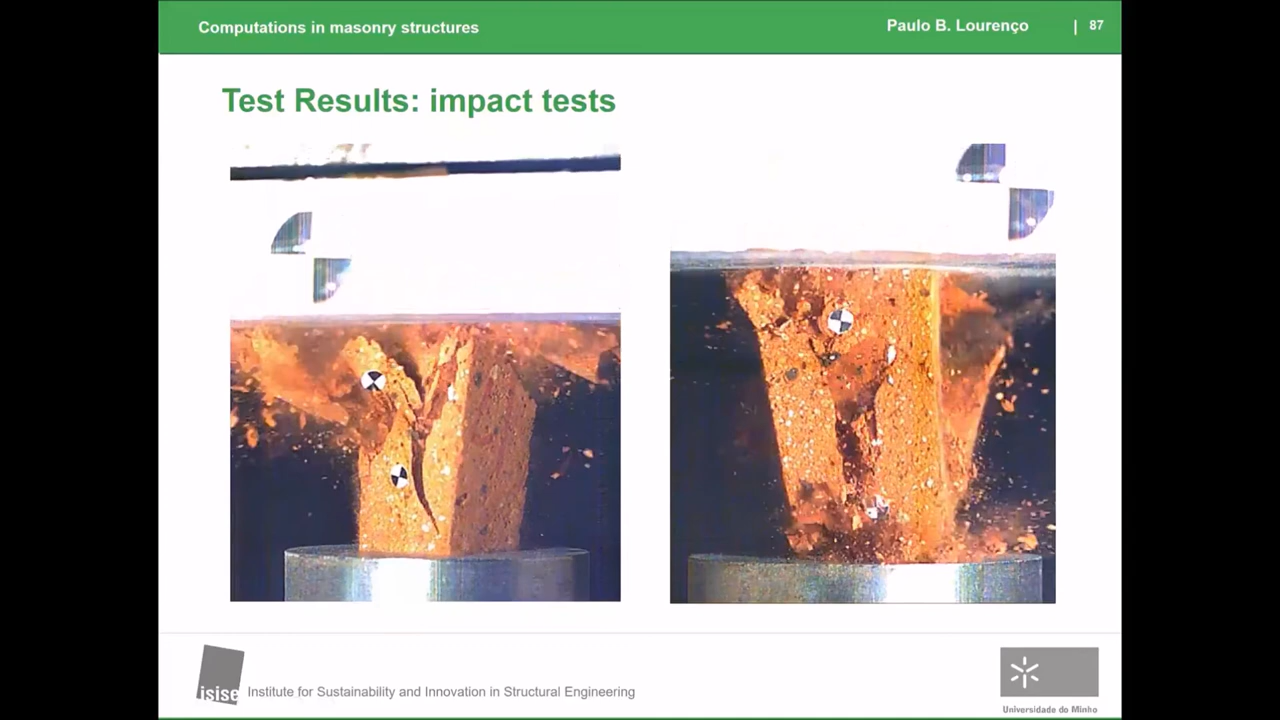 Computations in masonry structures
Paulo B. Lourenço | 87
Test Results: impact tests
isise Institute for Sustainability and Innovation in Structural Engineering
Universidade do Minho